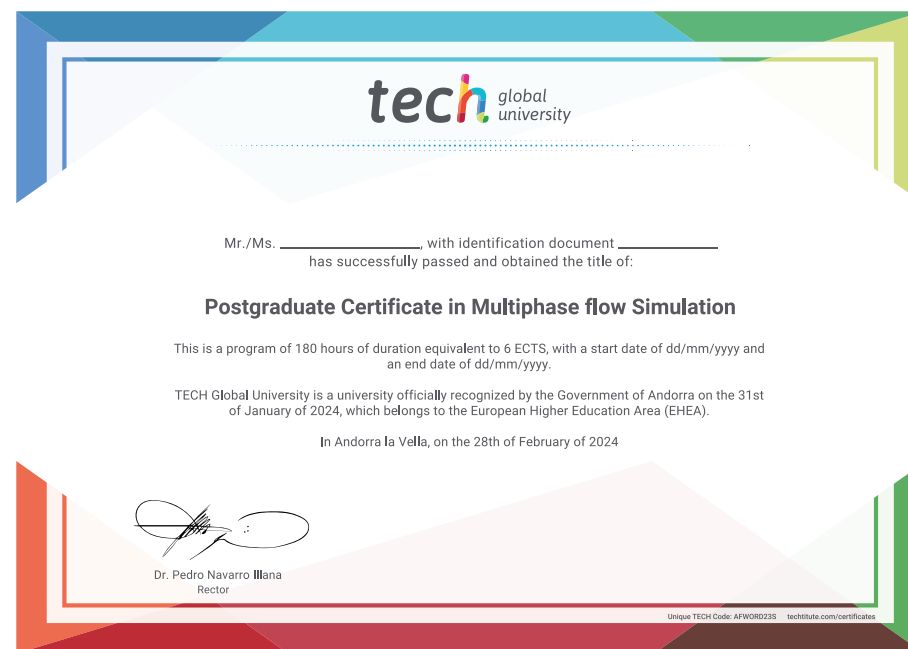 tech global university
Mr./Ms. ____________________, with identification document ______________
has successfully passed and obtained the title of:
Postgraduate Certificate in Multiphase flow Simulation
This is a program of 180 hours of duration equivalent to 6 ECTS, with a start date of dd/mm/yyyy and
an end date of dd/mm/yyyy.
TECH Global University is a university officially recognized by the Government of Andorra on the 31st
of January of 2024, which belongs to the European Higher Education Area (EHEA).
In Andorra la Vella, on the 28th of February of 2024
Dr. Pedro Navarro Illana
Rector
Unique TECH Code: AFWORD23S techtitute.com/certificates